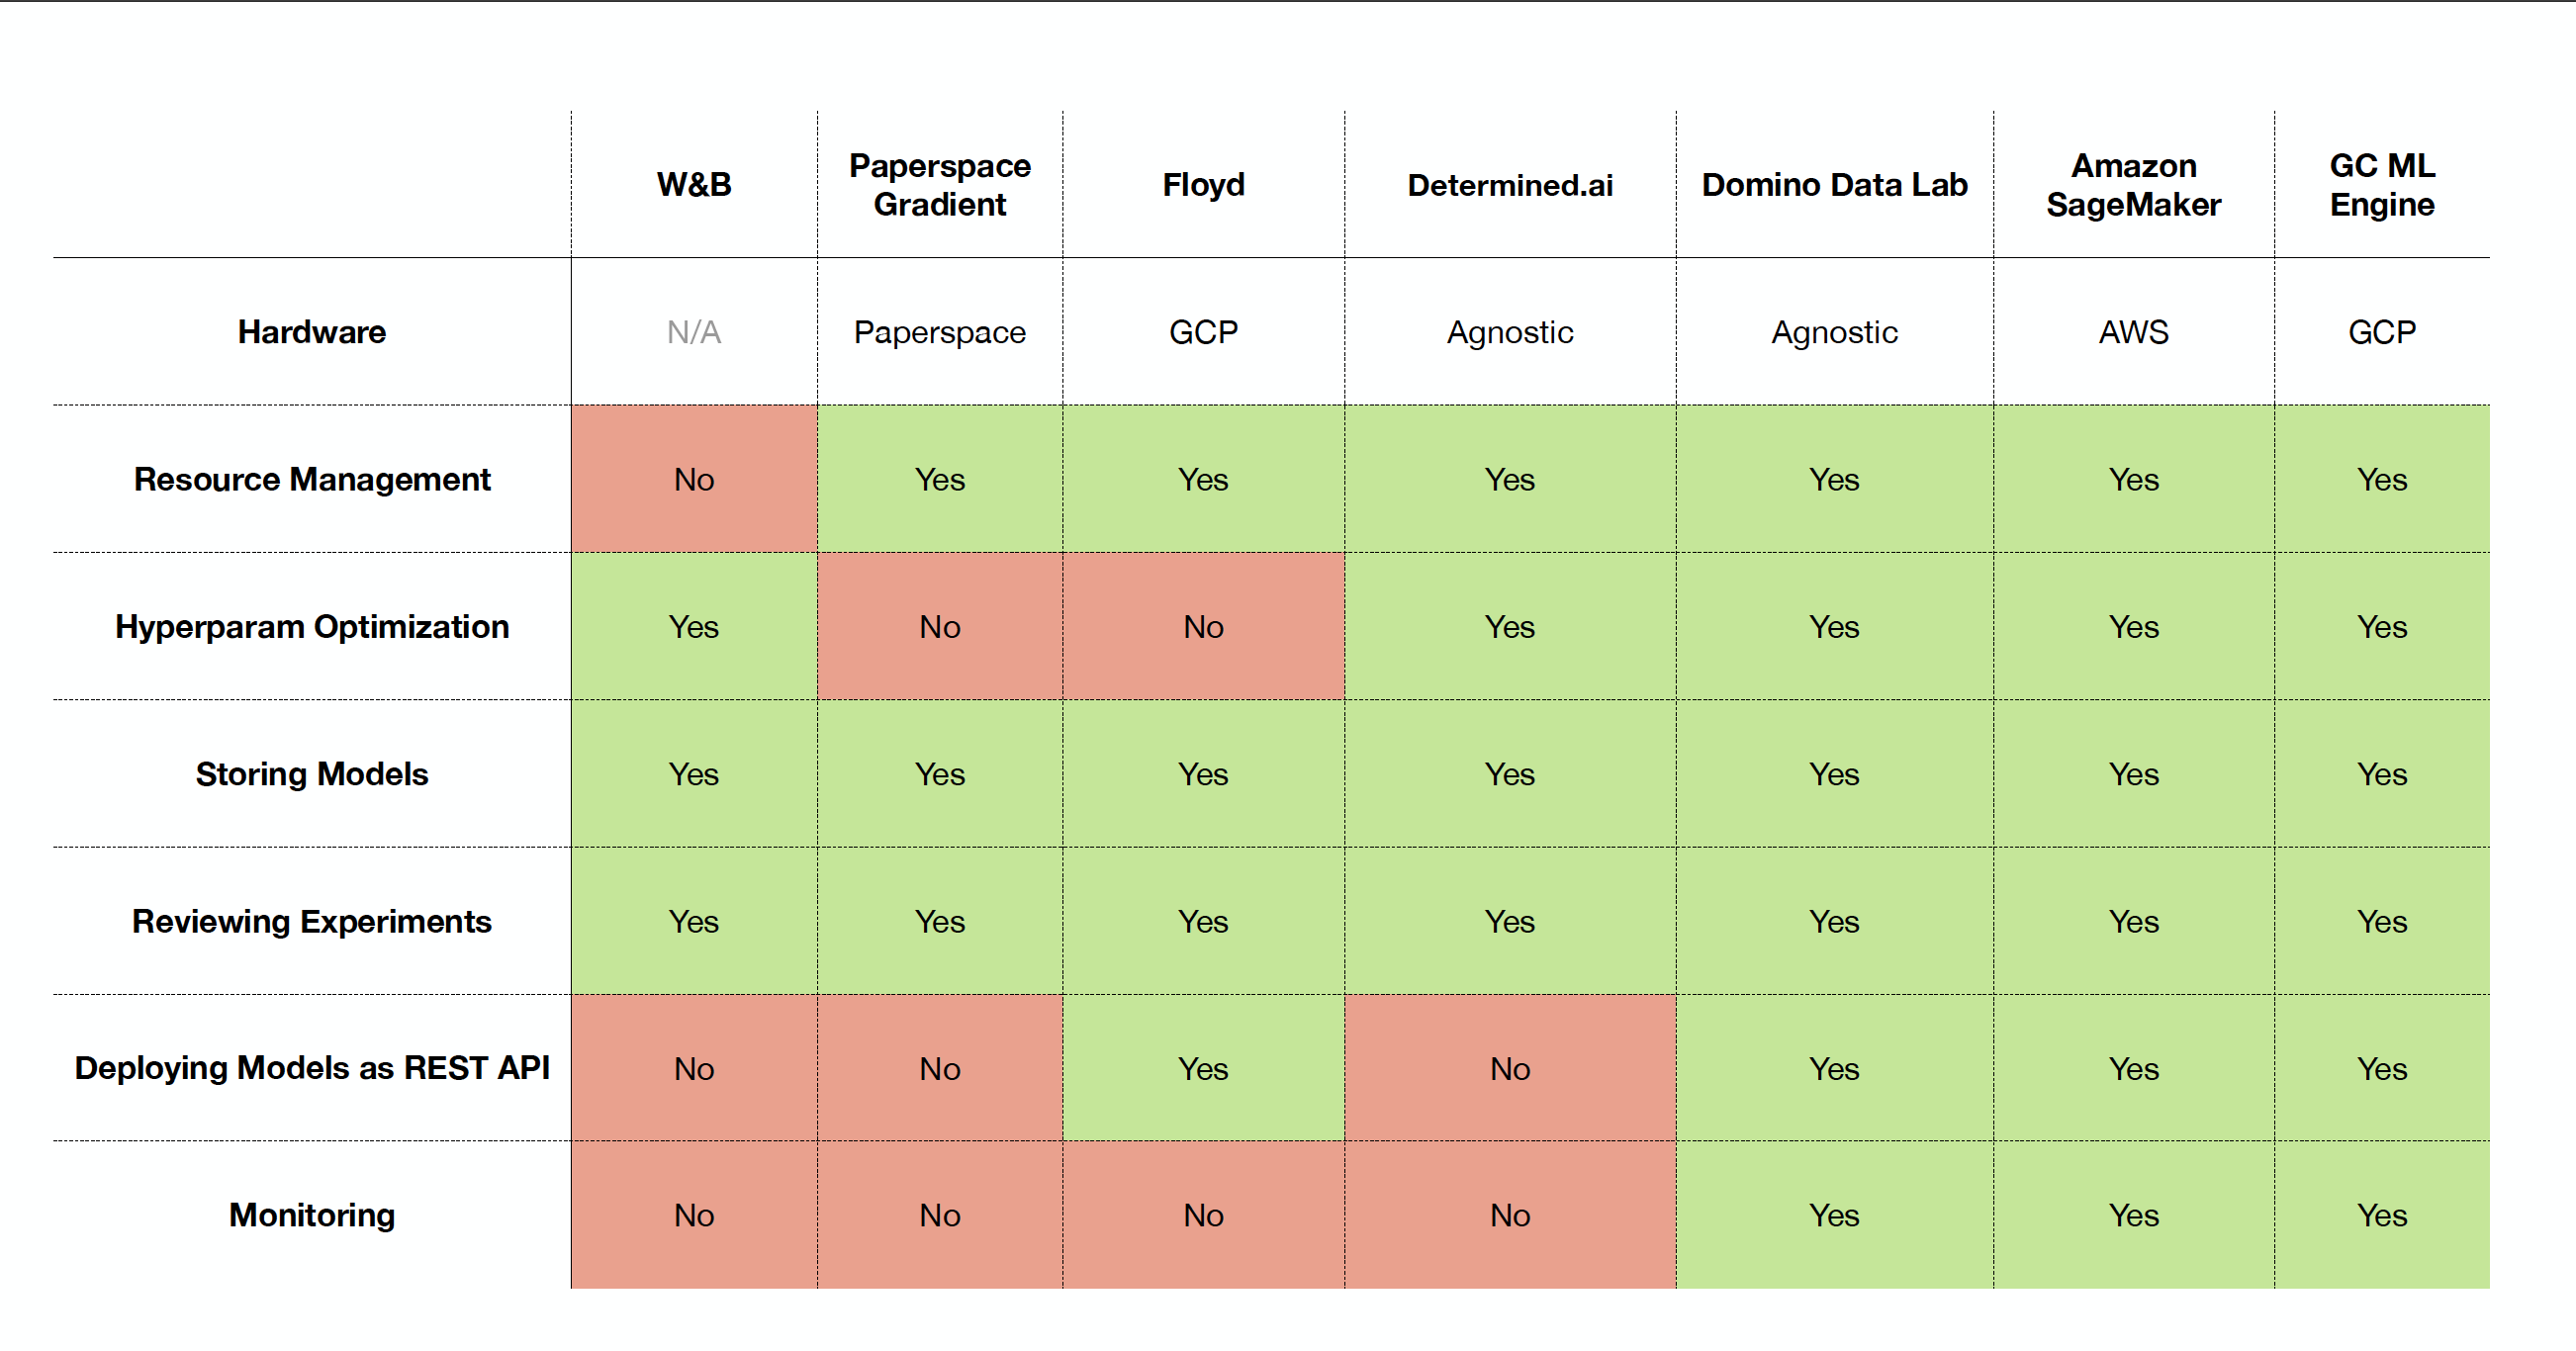 W&B
Paperspace
Gradient
Floyd
Determined.ai
Domino Data Lab
Amazon
SageMaker
GC ML
Engine
Hardware N/A Paperspace GCP Agnostic Agnostic AWS GCP
Resource Management No Yes Yes Yes Yes Yes Yes
Hyperparam Optimization Yes No No Yes Yes Yes Yes
Storing Models Yes Yes Yes Yes Yes Yes Yes
Reviewing Experiments Yes Yes Yes Yes Yes Yes Yes
Deploying Models as REST API No No Yes No Yes Yes Yes
Monitoring No No No No Yes Yes Yes